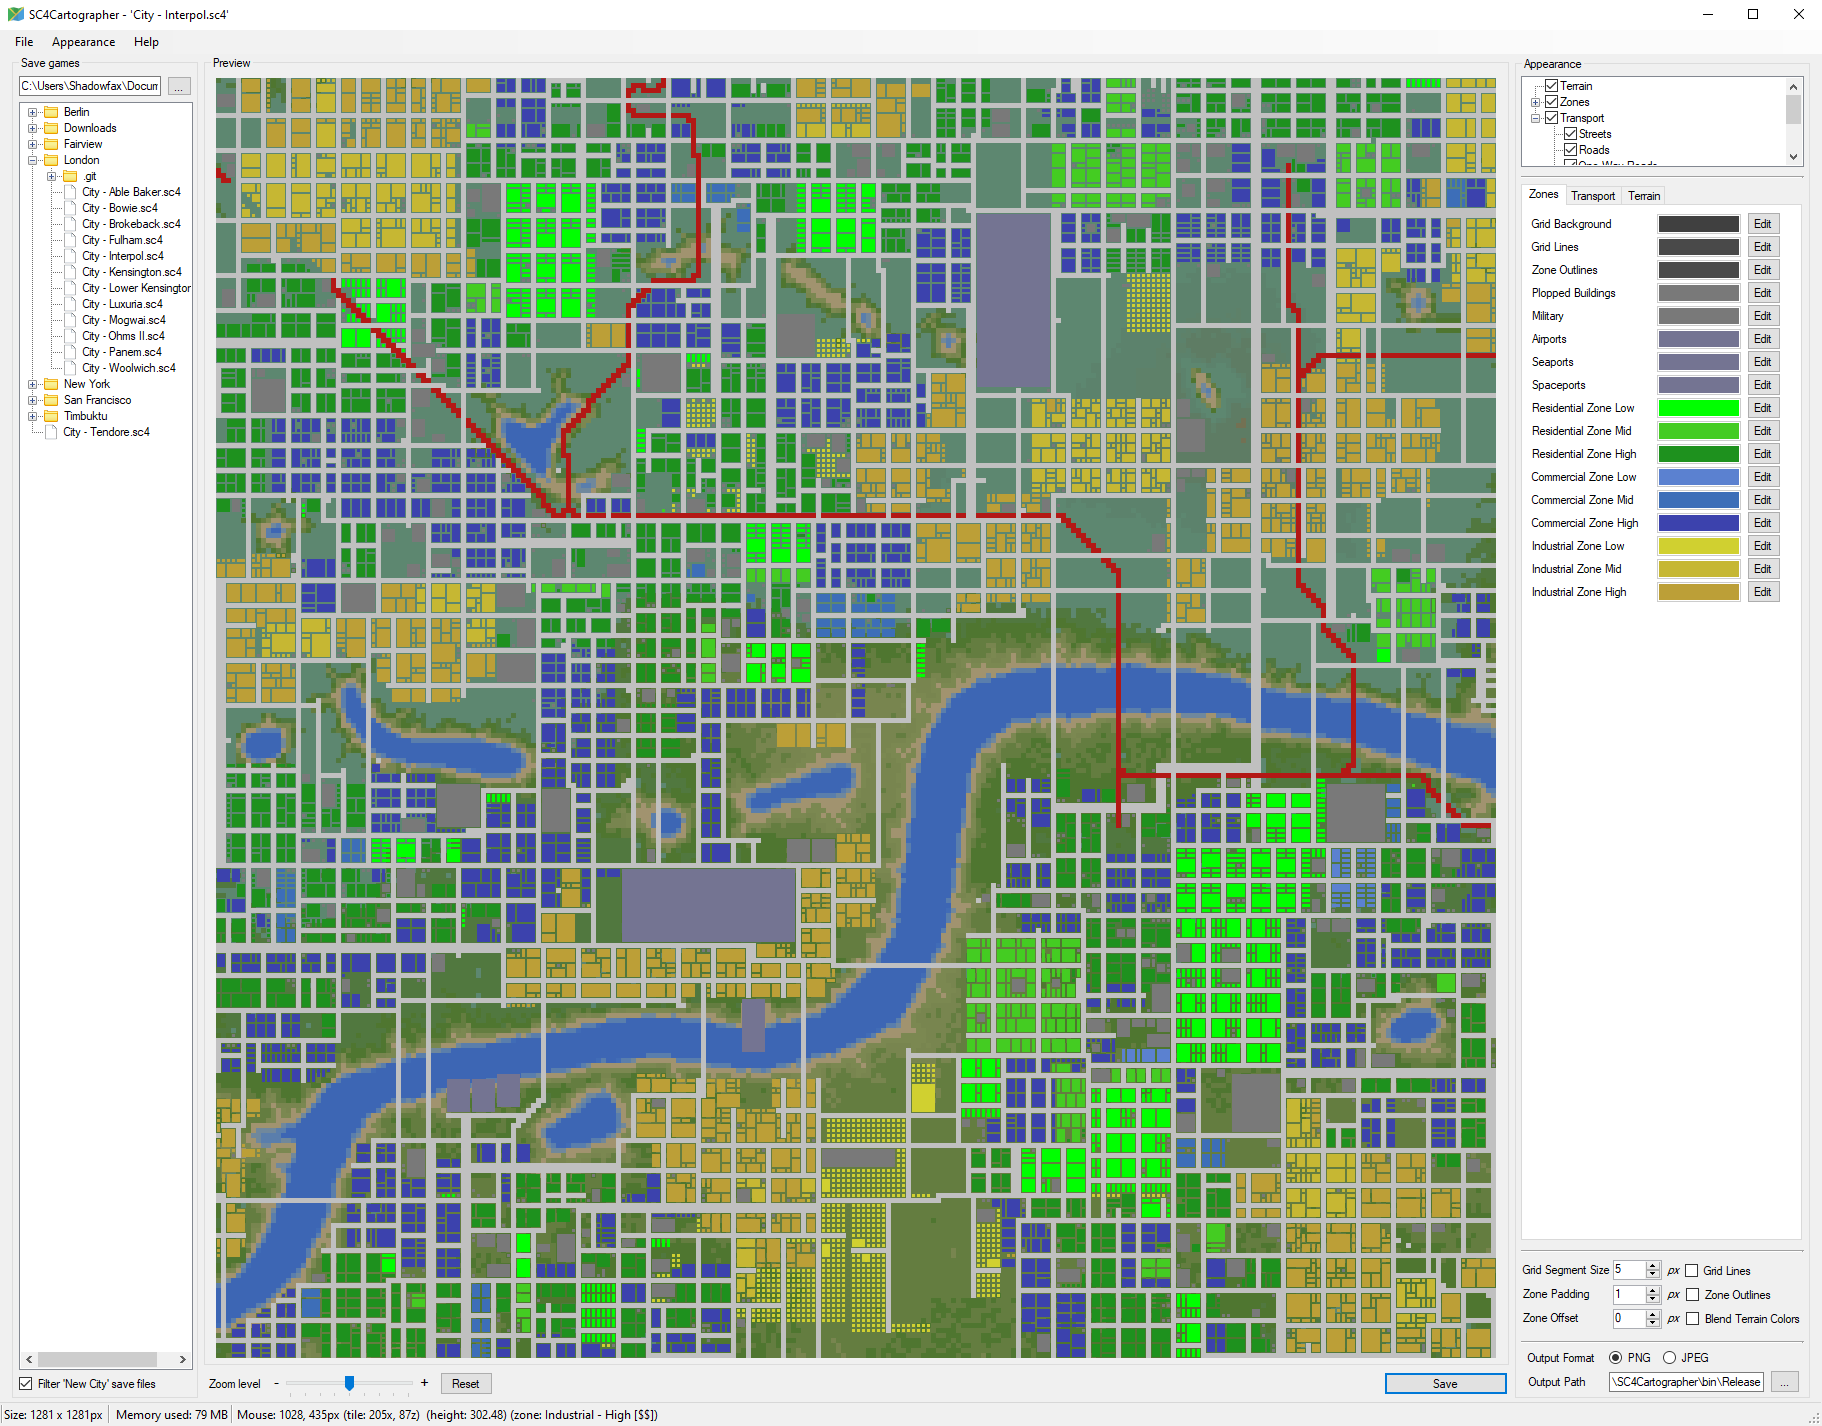 SC4Cartographer - 'City - Interpol.sc4'
File Appearance Help
Save games
C:\Users\Shadowfax\Docum
...
Berlin
Downloads
Fairview
London
.git
City - Able Baker.sc4
City - Bowie.sc4
City - Brokeback.sc4
City - Fulham.sc4
City - Interpol.sc4
City - Kensington.sc4
City - Lower Kensington
City - Luxuria.sc4
City - Mogwai.sc4
City - Ohms II.sc4
City - Panem.sc4
City - Woolwich.sc4
New York
San Francisco
Timbuktu
City - Tendore.sc4
Filter 'New City' save files
Preview
Zoom level - + Reset
Save
Appearance
Terrain
Zones
Transport
Streets
Roads
One-Way Roads
Zones Transport Terrain
Grid Background Edit
Grid Lines Edit
Zone Outlines Edit
Plopped Buildings Edit
Military Edit
Airports Edit
Seaports Edit
Spaceports Edit
Residential Zone Low Edit
Residential Zone Mid Edit
Residential Zone High Edit
Commercial Zone Low Edit
Commercial Zone Mid Edit
Commercial Zone High Edit
Industrial Zone Low Edit
Industrial Zone Mid Edit
Industrial Zone High Edit
Grid Segment Size 5 px Grid Lines
Zone Padding 1 px Zone Outlines
Zone Offset 0 px Blend Terrain Colors
Output Format PNG JPEG
Output Path \SC4Cartographer\bin\Release ...
Size: 1281 x 1281px Memory used: 79 MB Mouse: 1028, 435px (tile: 205x, 87z) (height: 302.48) (zone: Industrial - High [$$])